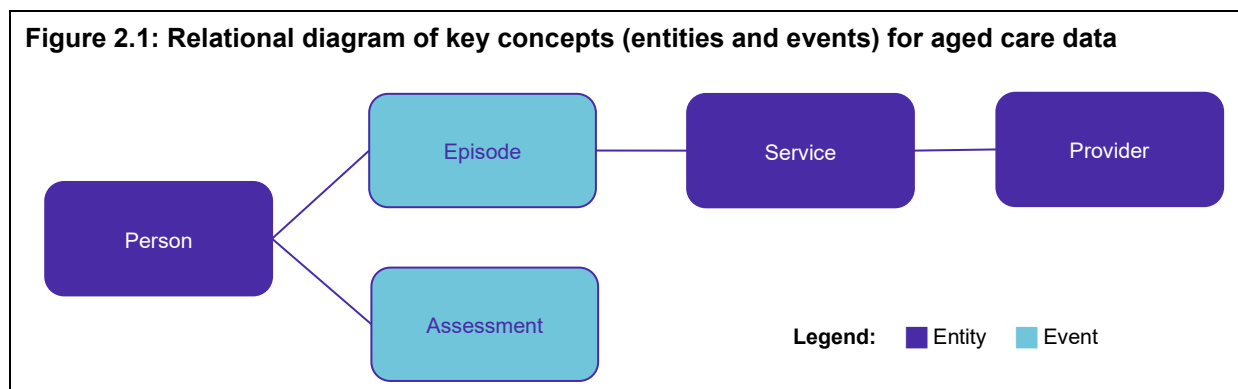 Figure 2.1: Relational diagram of key concepts (entities and events) for aged care data
Episode
Service
Provider
Person
Assessment
Legend: Entity Event